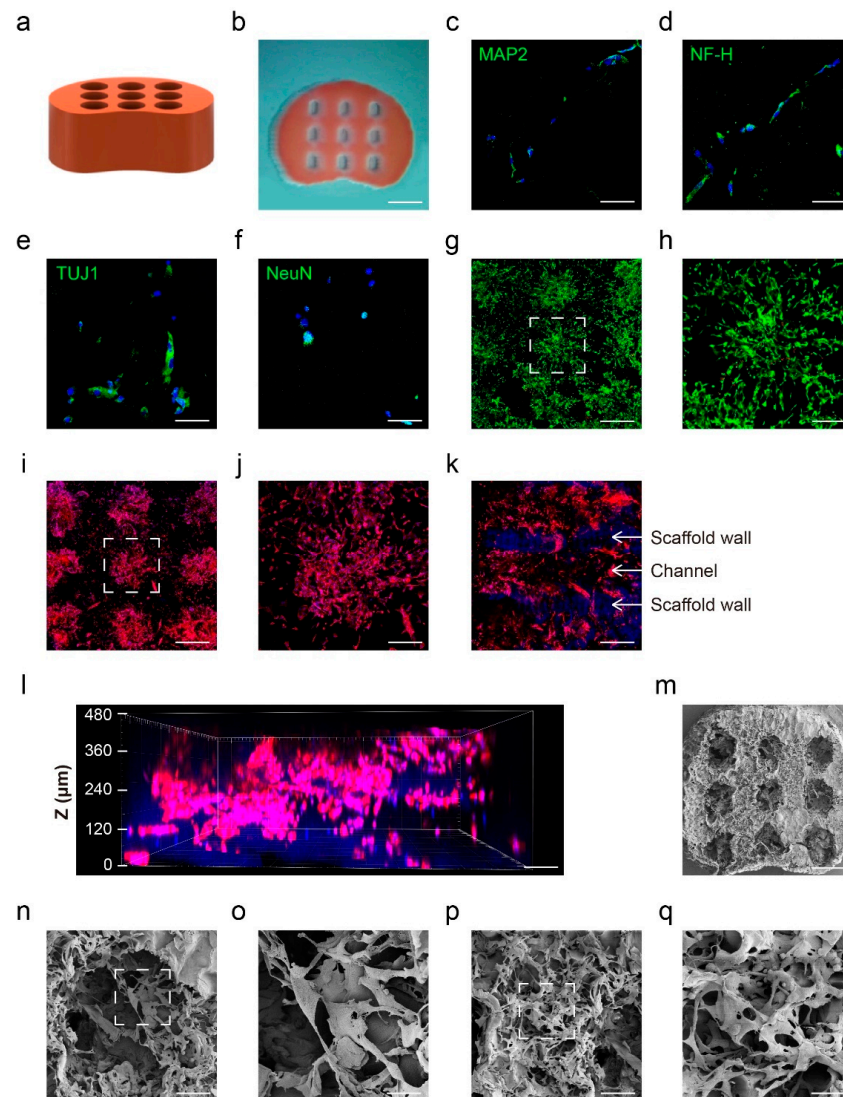 a
b
c
d
MAP2
NF-H
e
f
g
h
TUJ1
NeuN
i
j
k
Scaffold wall
Channel
Scaffold wall
l
m
480
360
240
120
0
Z (μm)
n
o
p
q